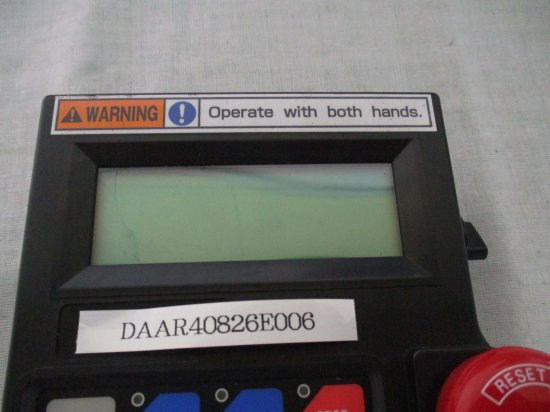 WARNING Operate with both hands.
DAAR40826E006
RESET